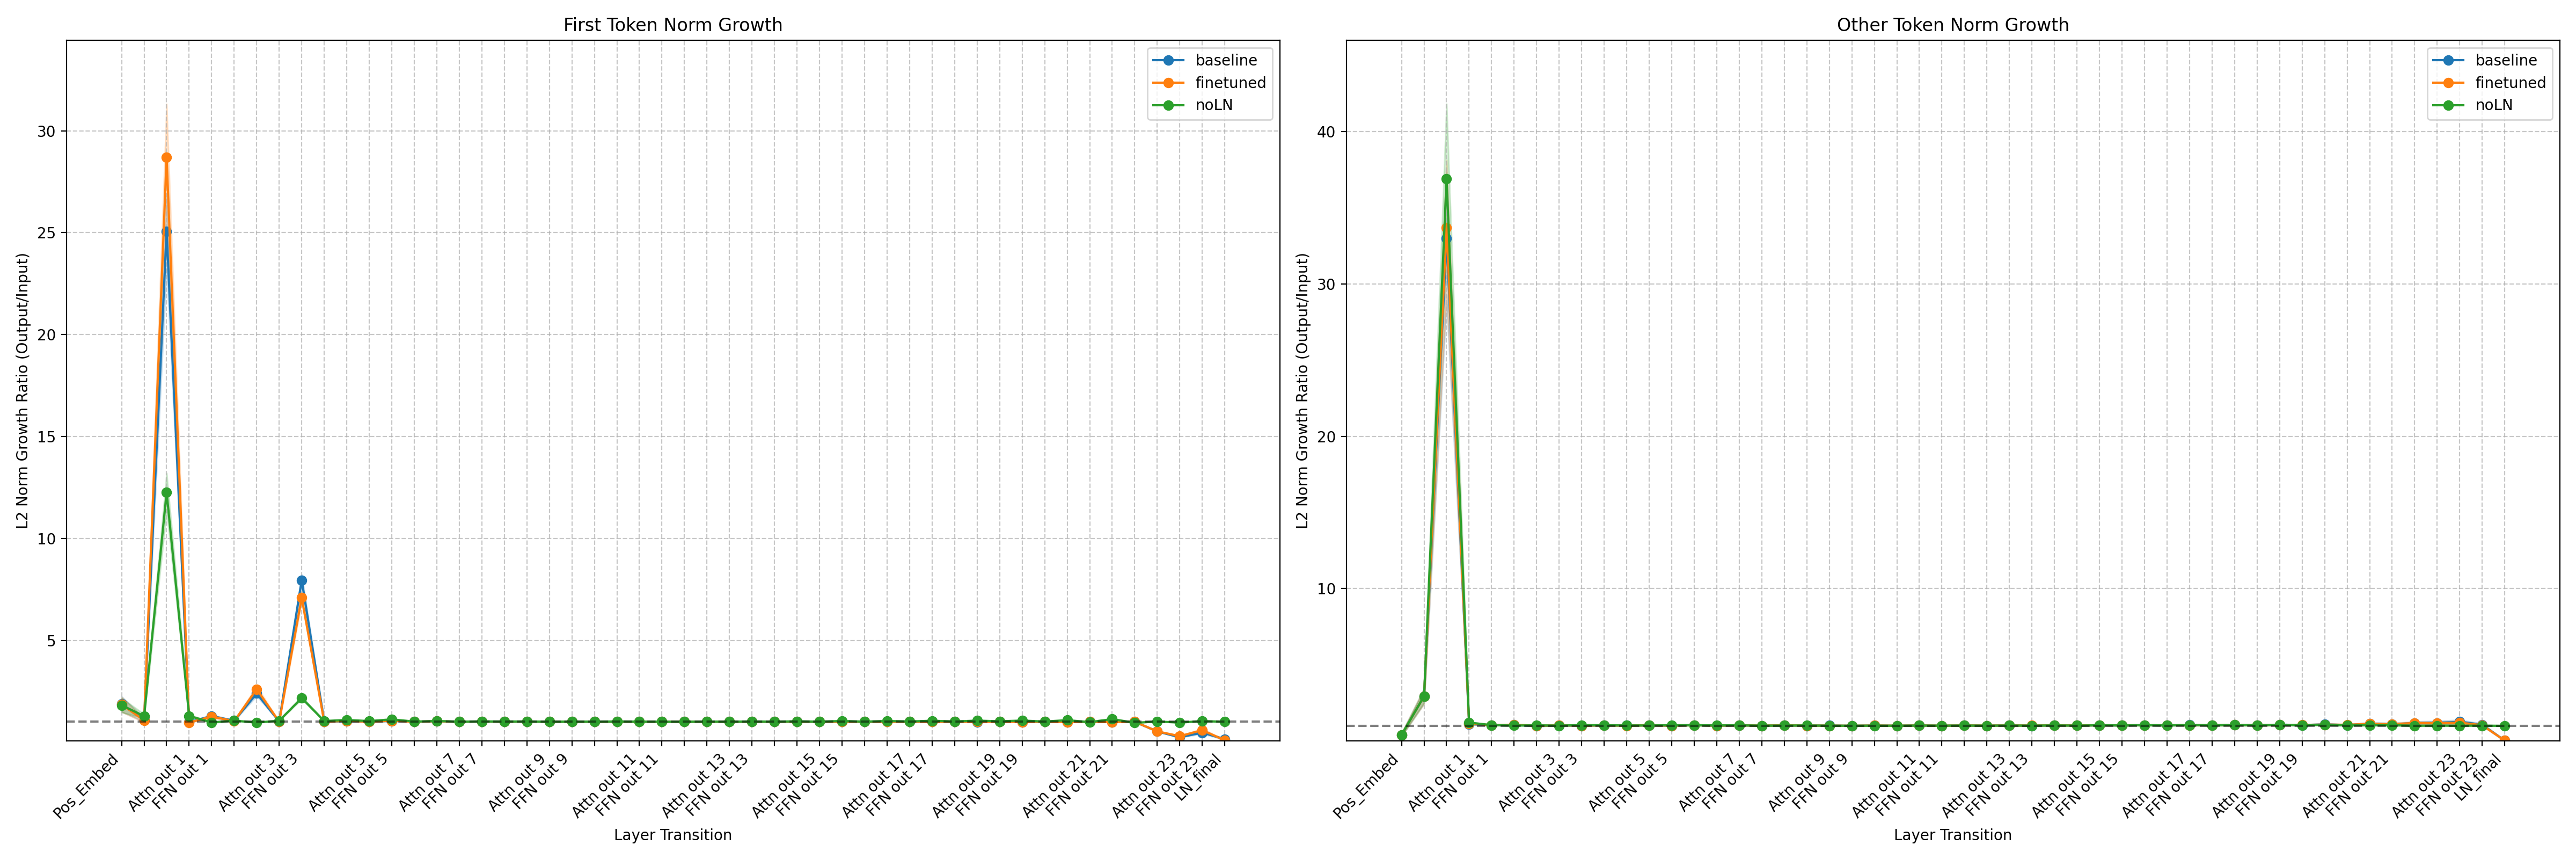 First Token Norm Growth
L2 Norm Growth Ratio (Output/Input)
30
25
20
15
10
5
baseline
finetuned
noLN
Pos_Embed
Attn out 1
FFN out 1
Attn out 3
FFN out 3
Attn out 5
FFN out 5
Attn out 7
FFN out 7
Attn out 9
FFN out 9
Attn out 11
FFN out 11
Attn out 13
FFN out 13
Attn out 15
FFN out 15
Attn out 17
FFN out 17
Attn out 19
FFN out 19
Attn out 21
FFN out 21
Attn out 23
FFN out 23
LN_final
Layer Transition
Other Token Norm Growth
L2 Norm Growth Ratio (Output/Input)
40
30
20
10
baseline
finetuned
noLN
Pos_Embed
Attn out 1
FFN out 1
Attn out 3
FFN out 3
Attn out 5
FFN out 5
Attn out 7
FFN out 7
Attn out 9
FFN out 9
Attn out 11
FFN out 11
Attn out 13
FFN out 13
Attn out 15
FFN out 15
Attn out 17
FFN out 17
Attn out 19
FFN out 19
Attn out 21
FFN out 21
Attn out 23
FFN out 23
LN_final
Layer Transition